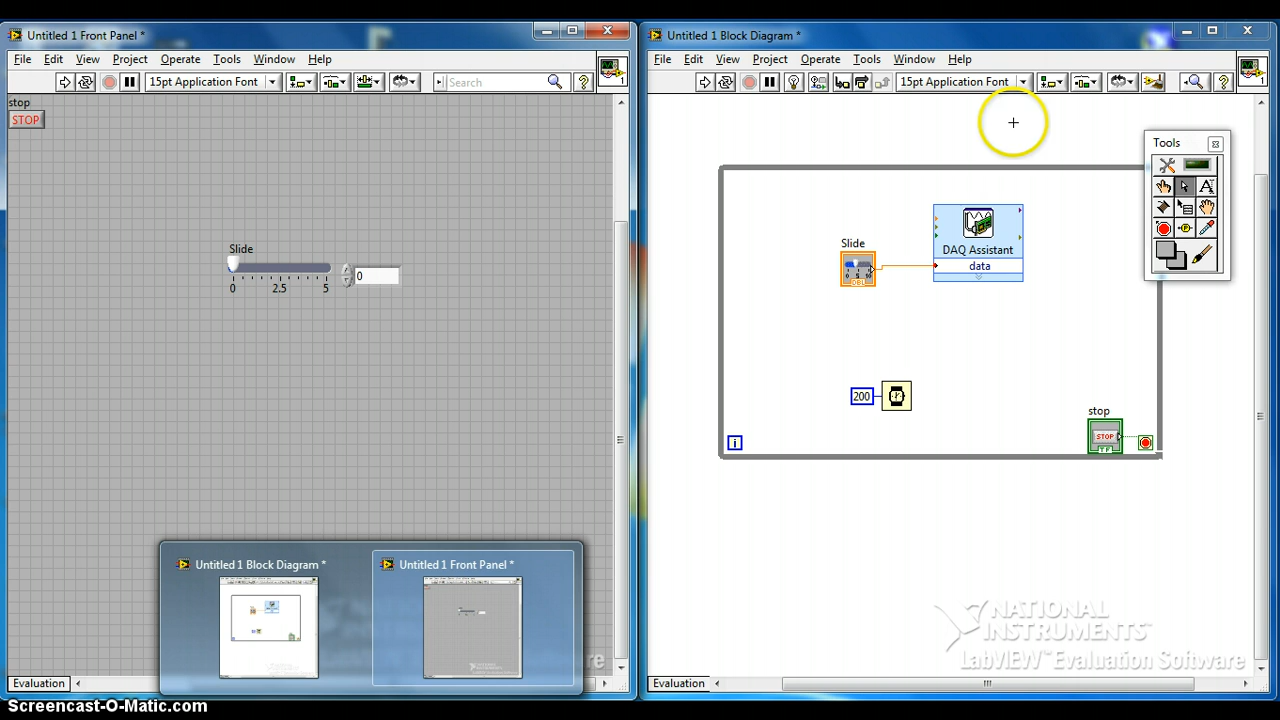 Untitled 1 Front Panel *
File Edit View Project Operate Tools Window Help
15pt Application Font
Search
stop
STOP
Slide
0 2.5 5
0
Untitled 1 Block Diagram *
Untitled 1 Front Panel *
Evaluation
Untitled 1 Block Diagram *
File Edit View Project Operate Tools Window Help
15pt Application Font
Tools
Slide
DBL
DAQ Assistant
data
200
i
stop
STOP
TF
NATIONAL
INSTRUMENTS™
LabVIEW™ Evaluation Software
Evaluation
Screencast-O-Matic.com